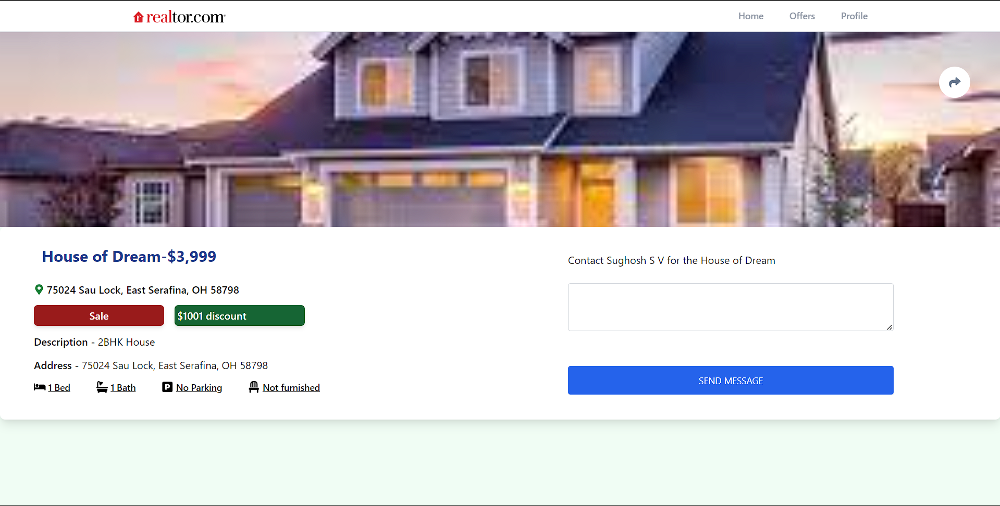 realtor.com
Home
Offers
Profile
House of Dream-$3,999
75024 Sau Lock, East Serafina, OH 58798
Sale
$1001 discount
Description - 2BHK House
Address - 75024 Sau Lock, East Serafina, OH 58798
1 Bed
1 Bath
P No Parking
Not furnished
Contact Sughosh S V for the House of Dream
SEND MESSAGE